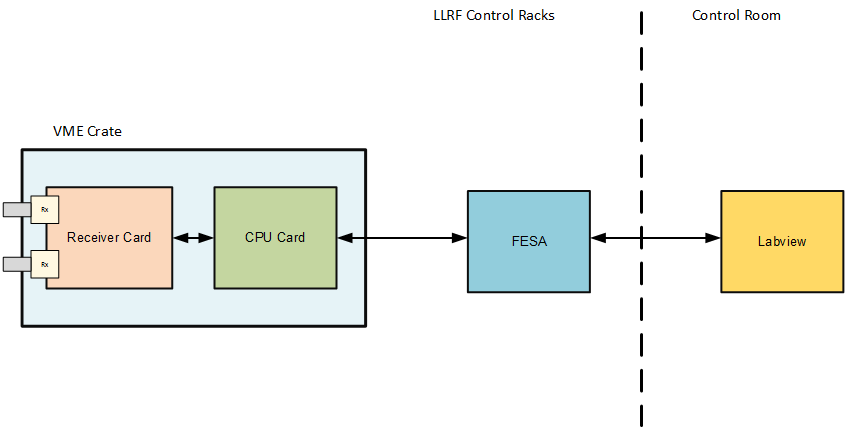 LLRF Control Racks
Control Room
VME Crate
Rx
Receiver Card
CPU Card
FESA
Labview
Rx